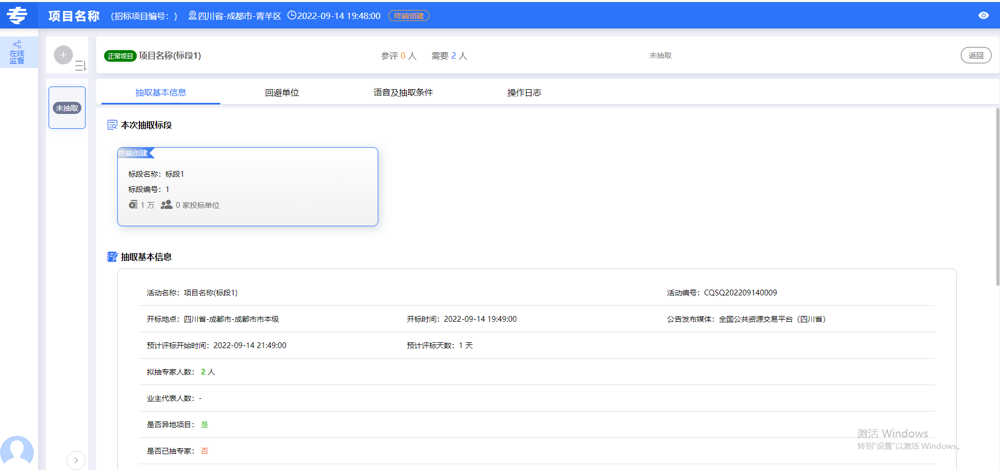 项目名称 (招标项目编号：) 四川省-成都市-青羊区 2022-09-14 19:48:00 终端创建
在线
监督
正常项目 项目名称(标段1) 参评 0 人 需要 2 人 未抽取 返回
未抽取
抽取基本信息 回避单位 语音及抽取条件 操作日志
本次抽取标段
终端创建
标段名称：标段1
标段编号：1
1 万 0 家投标单位
抽取基本信息
活动名称：项目名称(标段1) 活动编号：CQSQ202209140009
开标地点：四川省-成都市-成都市市本级 开标时间：2022-09-14 19:49:00 公告发布媒体：全国公共资源交易平台（四川省）
预计评标开始时间：2022-09-14 21:49:00 预计评标天数：1 天
拟抽专家人数： 2 人
业主代表人数：-
是否异地项目： 是
是否已抽专家： 否
激活 Windows
转到"设置"以激活 Windows。